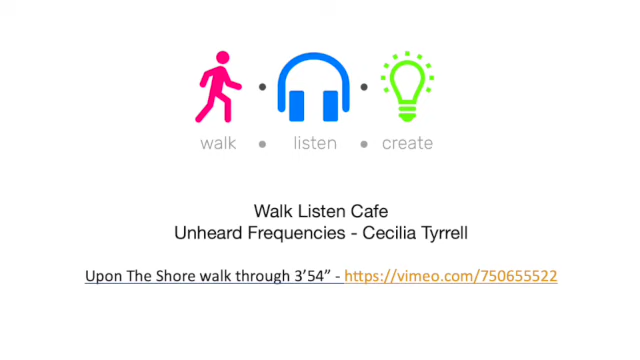 walk • listen • create
Walk Listen Cafe
Unheard Frequencies - Cecilia Tyrrell
Upon The Shore walk through 3’54” - https://vimeo.com/750655522